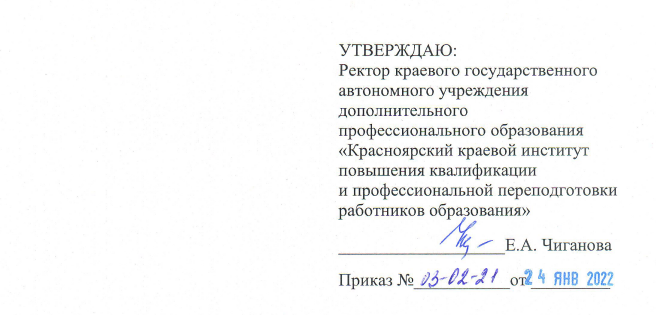 УТВЕРЖДАЮ:
Ректор краевого государственного
автономного учреждения
дополнительного
профессионального образования
«Красноярский краевой институт
повышения квалификации
и профессиональной переподготовки
работников образования»
Е.А. Чиганова
Приказ № 03-02-21 от 24 ЯНВ 2022